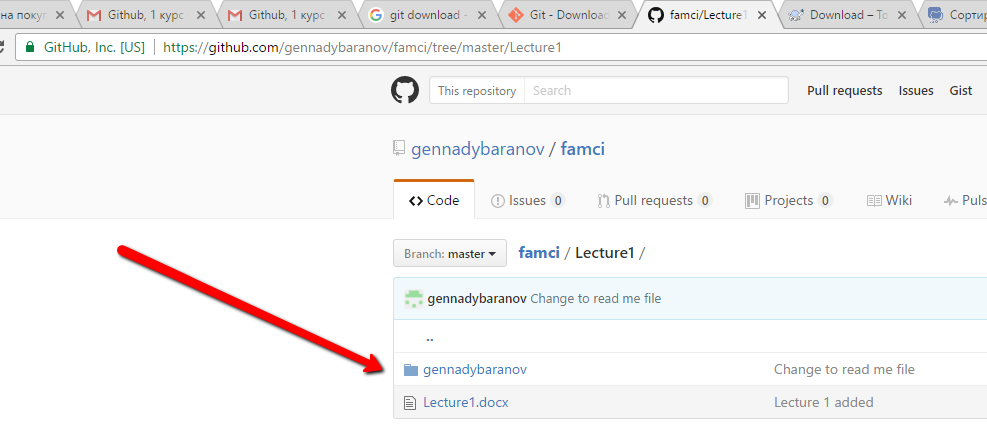 на покуп
Github, 1 курс
Github, 1 курс
git download -
Git - Download
famci/Lecture1
Download – To
Сортир
GitHub, Inc. [US]
https://github.com/gennadybaranov/famci/tree/master/Lecture1
This repository
Search
Pull requests
Issues
Gist
gennadybaranov / famci
Code
Issues 0
Pull requests 0
Projects 0
Wiki
Puls
Branch: master
famci / Lecture1 /
gennadybaranov Change to read me file
..
gennadybaranov
Change to read me file
Lecture1.docx
Lecture 1 added